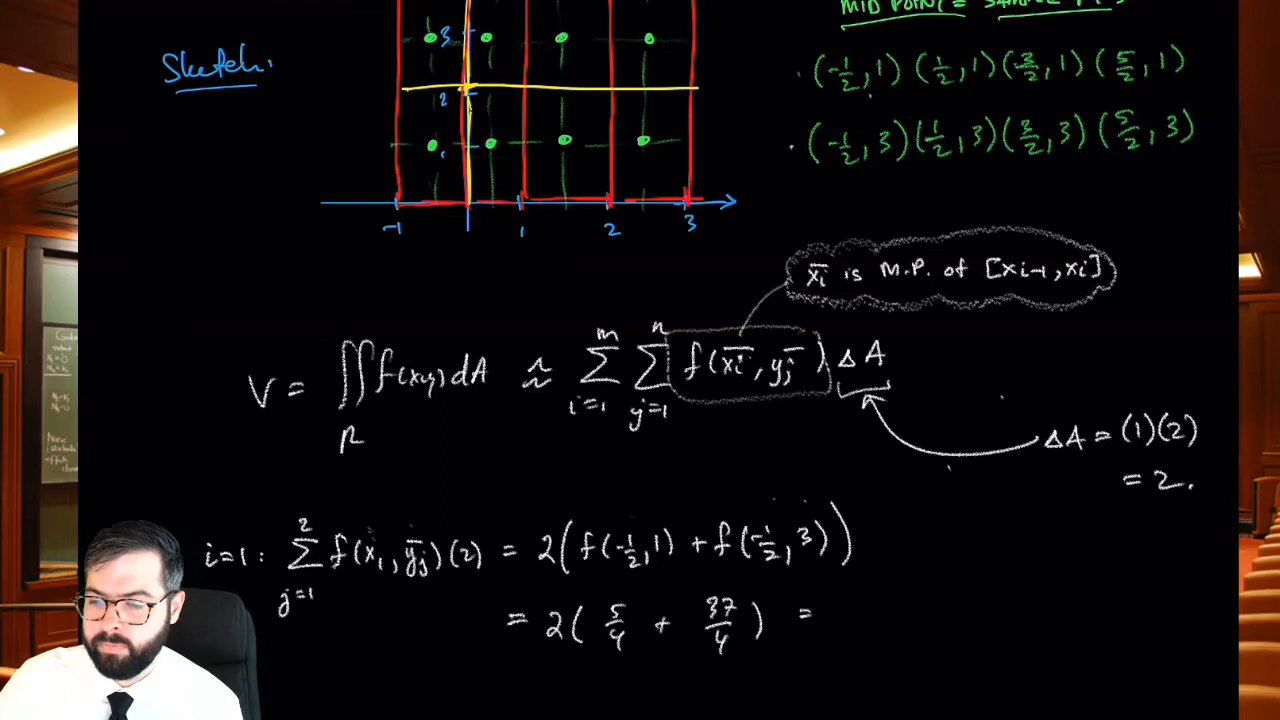 MID POINT = SAMPLE PTS
Sketch:
3
2
1
-1 1 2 3
· (-1/2, 1) (1/2, 1) (3/2, 1) (5/2, 1)
· (-1/2, 3) (1/2, 3) (3/2, 3) (5/2, 3)
x̄i is M.P. of [xi-1, xi]
V = ∬R f(x,y) dA ≈ ∑i=1^m ∑j=1^n f(x̄i, ȳj) ΔA
ΔA = (1)(2)
= 2.
i=1 : ∑j=1^2 f(x̄1, ȳj)(2) = 2(f(-1/2, 1) + f(-1/2, 3))
= 2(5/4 + 37/4) =